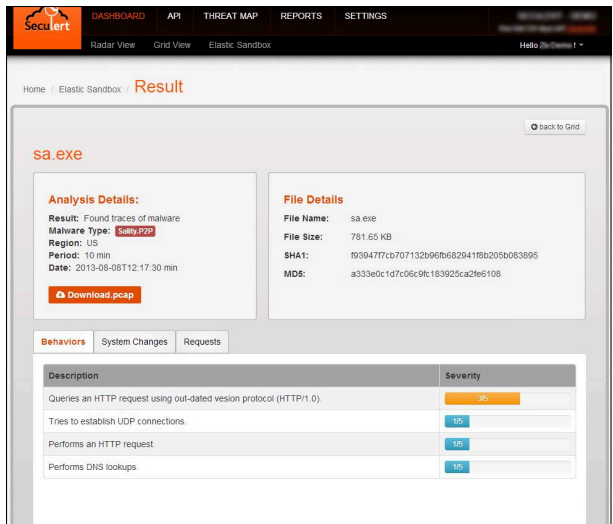 Seculert
DASHBOARD API THREAT MAP REPORTS SETTINGS
Radar View Grid View Elastic Sandbox Hello
Home / Elastic Sandbox / Result
back to Grid
sa.exe
Analysis Details:
Result: Found traces of malware
Malware Type: Sality.P2P
Region: US
Period: 10 min
Date: 2013-08-08T12:17:30 min
Download.pcap
File Details
File Name: sa.exe
File Size: 781.65 KB
SHA1: f93947f7cb707132b96fb682941f8b205b083895
MD5: a333e0c1d7c06c9fc183925ca2fe6108
Behaviors System Changes Requests
Description Severity
Queries an HTTP request using out-dated vesion protocol (HTTP/1.0). 3/5
Tries to establish UDP connections. 1/5
Performs an HTTP request. 1/5
Performs DNS lookups. 1/5